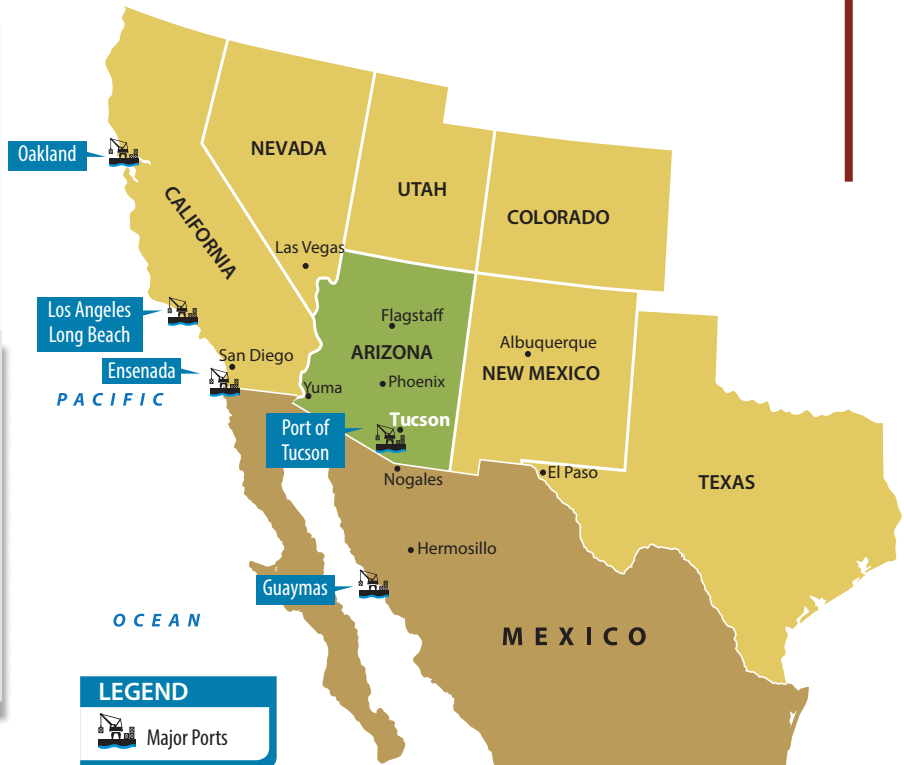 NEVADA
Oakland
UTAH
CALIFORNIA
COLORADO
Las Vegas
Los Angeles
Long Beach
Flagstaff
ARIZONA
Albuquerque
NEW MEXICO
San Diego
Ensenada
PACIFIC
Yuma
Phoenix
Port of
Tucson
Tucson
Nogales
El Paso
TEXAS
Hermosillo
Guaymas
OCEAN
MEXICO
LEGEND
Major Ports